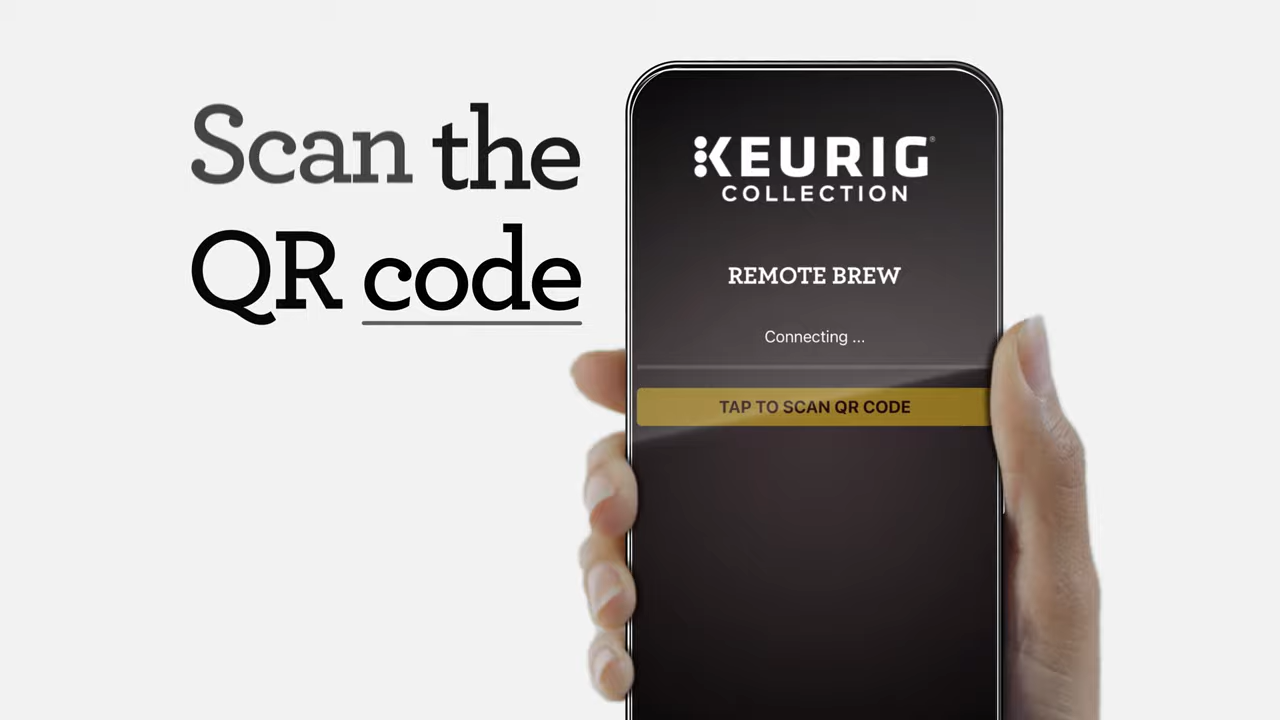 Scan the
QR code
KEURIG®
COLLECTION
REMOTE BREW
Connecting ...
TAP TO SCAN QR CODE